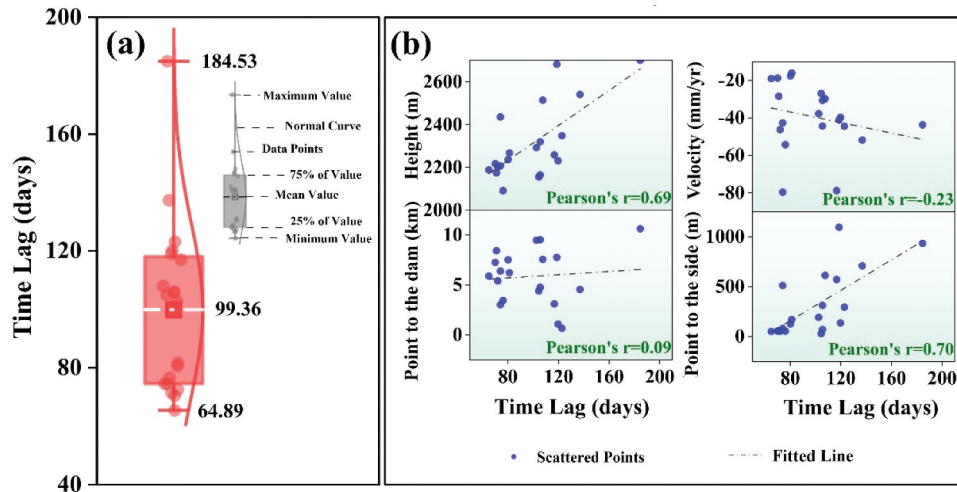 (a)
Time Lag (days)
200
160
120
80
40
184.53
99.36
64.89
Maximum Value
Normal Curve
Data Points
75% of Value
Mean Value
25% of Value
Minimum Value
(b)
Height (m)
2600
2400
2200
2000
Pearson's r=0.69
Velocity (mm/yr)
-20
-40
-60
-80
Pearson's r=-0.23
Point to the dam (km)
10
5
0
Pearson's r=0.09
80 120 160 200
Time Lag (days)
Point to the side (m)
1000
500
0
Pearson's r=0.70
80 120 160 200
Time Lag (days)
Scattered Points
Fitted Line